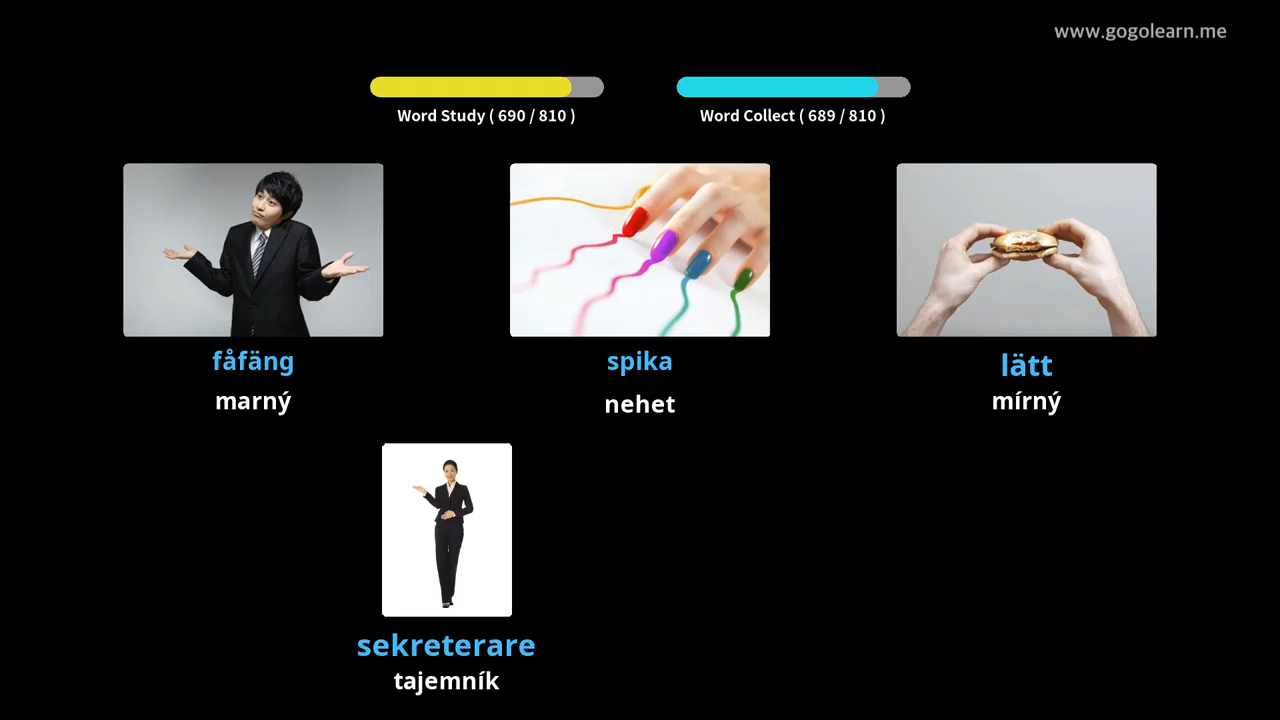 www.gogolearn.me
Word Study ( 690 / 810 )
Word Collect ( 689 / 810 )
fåfäng
marný
spika
nehet
lätt
mírný
sekreterare
tajemník